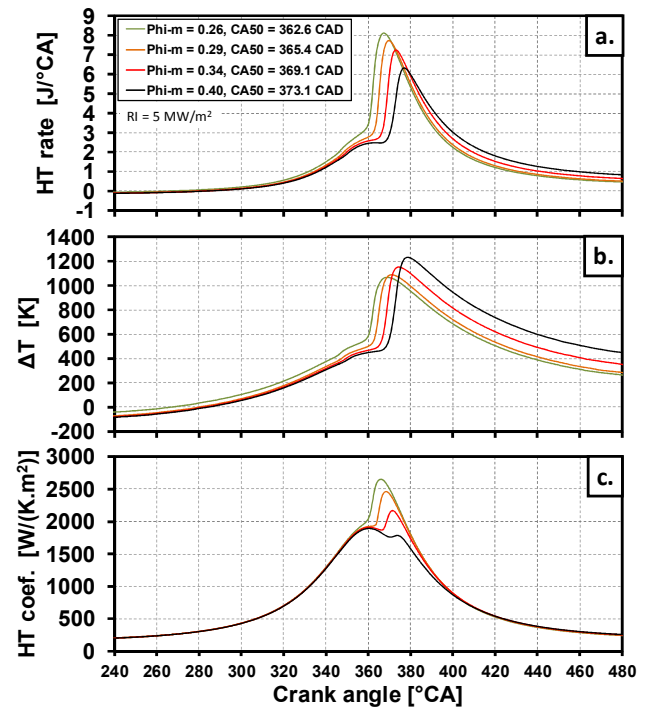 a.
Phi-m = 0.26, CA50 = 362.6 CAD
Phi-m = 0.29, CA50 = 365.4 CAD
Phi-m = 0.34, CA50 = 369.1 CAD
Phi-m = 0.40, CA50 = 373.1 CAD
RI = 5 MW/m²
HT rate [J/°CA]
9
8
7
6
5
4
3
2
1
0
-1
b.
ΔT [K]
1400
1200
1000
800
600
400
200
0
-200
c.
HT coef. [W/(K.m²)]
3000
2500
2000
1500
1000
500
0
240 260 280 300 320 340 360 380 400 420 440 460 480
Crank angle [°CA]